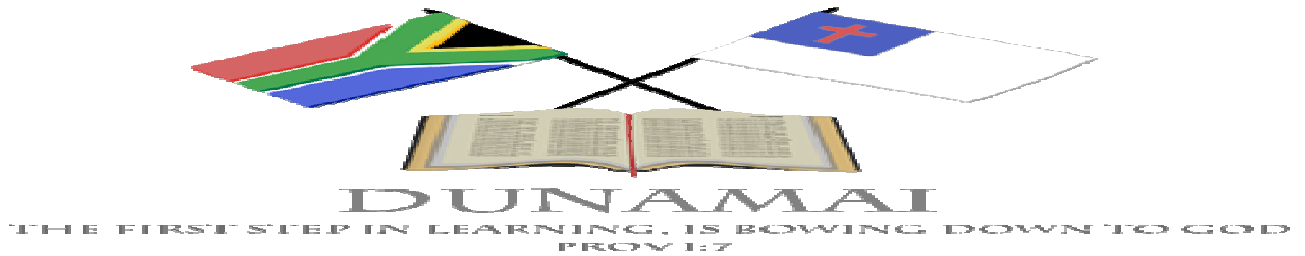 DUNAMAI
THE FIRST STEP IN LEARNING, IS BOWING DOWN TO GOD
PROV 1:7